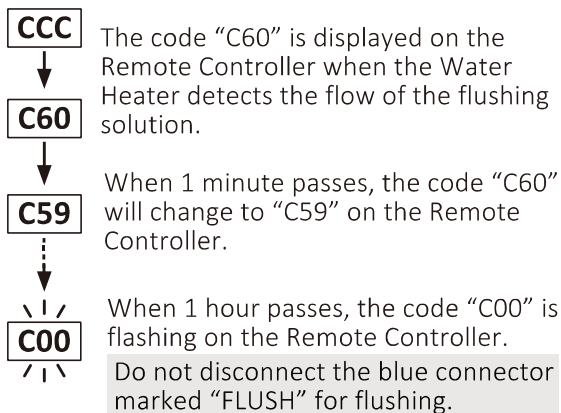 CCC
The code “C60” is displayed on the
Remote Controller when the Water
Heater detects the flow of the flushing
solution.
C60
When 1 minute passes, the code “C60”
will change to “C59” on the Remote
Controller.
C59
When 1 hour passes, the code “C00” is
flashing on the Remote Controller.
C00
Do not disconnect the blue connector
marked “FLUSH” for flushing.